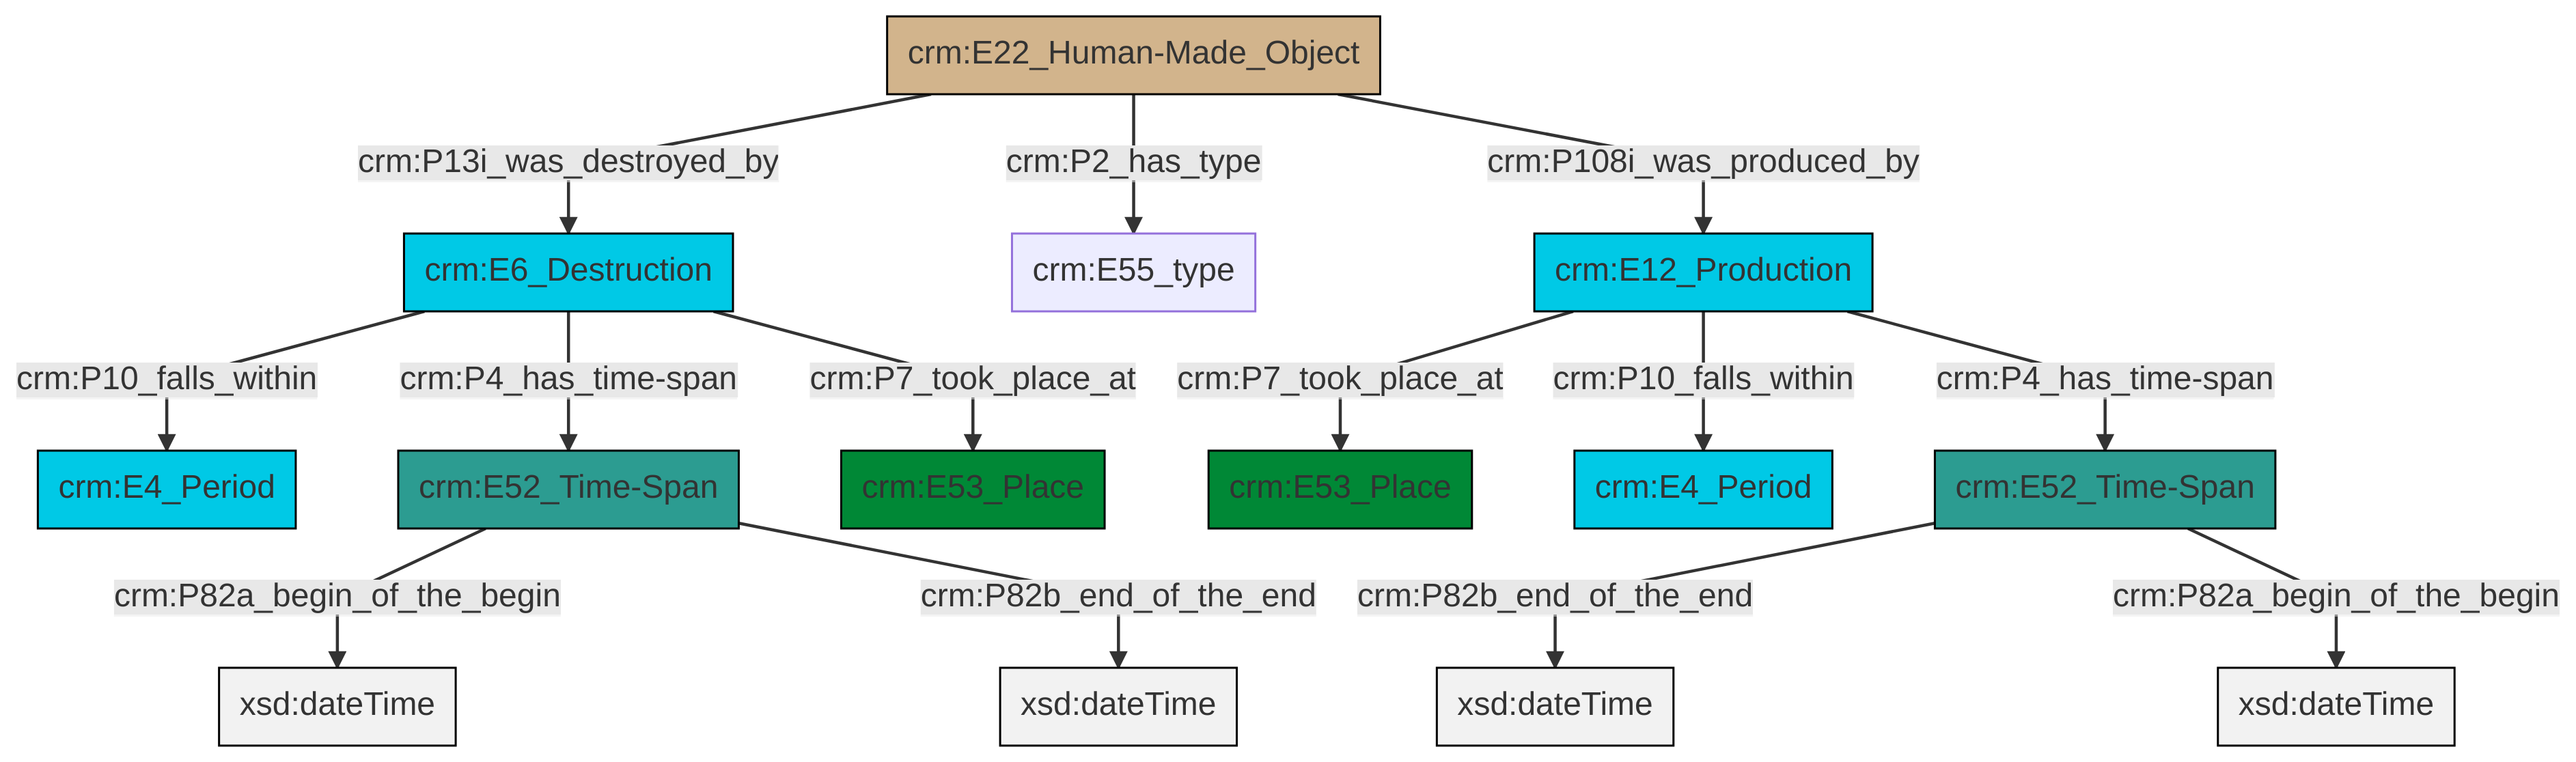 crm:E22_Human-Made_Object
crm:P13i_was_destroyed_by
crm:P2_has_type
crm:P108i_was_produced_by
crm:E6_Destruction
crm:E55_type
crm:E12_Production
crm:P10_falls_within
crm:P4_has_time-span
crm:P7_took_place_at
crm:P7_took_place_at
crm:P10_falls_within
crm:P4_has_time-span
crm:E4_Period
crm:E52_Time-Span
crm:E53_Place
crm:E53_Place
crm:E4_Period
crm:E52_Time-Span
crm:P82a_begin_of_the_begin
crm:P82b_end_of_the_end
crm:P82b_end_of_the_end
crm:P82a_begin_of_the_begin
xsd:dateTime
xsd:dateTime
xsd:dateTime
xsd:dateTime